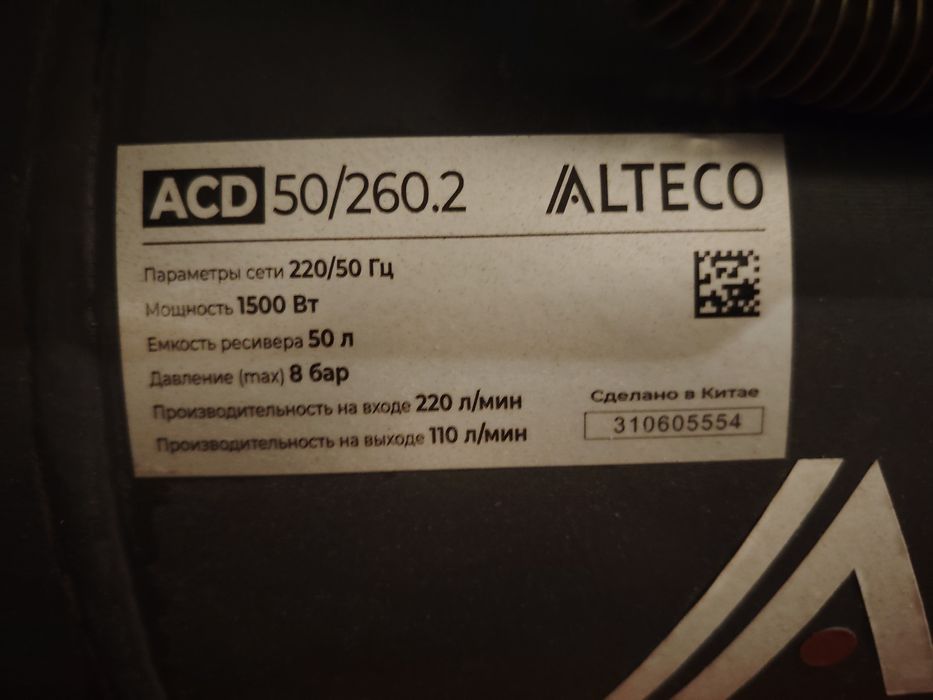 ACD 50/260.2 ALTECO
Параметры сети 220/50 Гц
Мощность 1500 Вт
Емкость ресивера 50 л
Давление (max) 8 бар
Производительность на входе 220 л/мин
Производительность на выходе 110 л/мин
Сделано в Китае
310605554